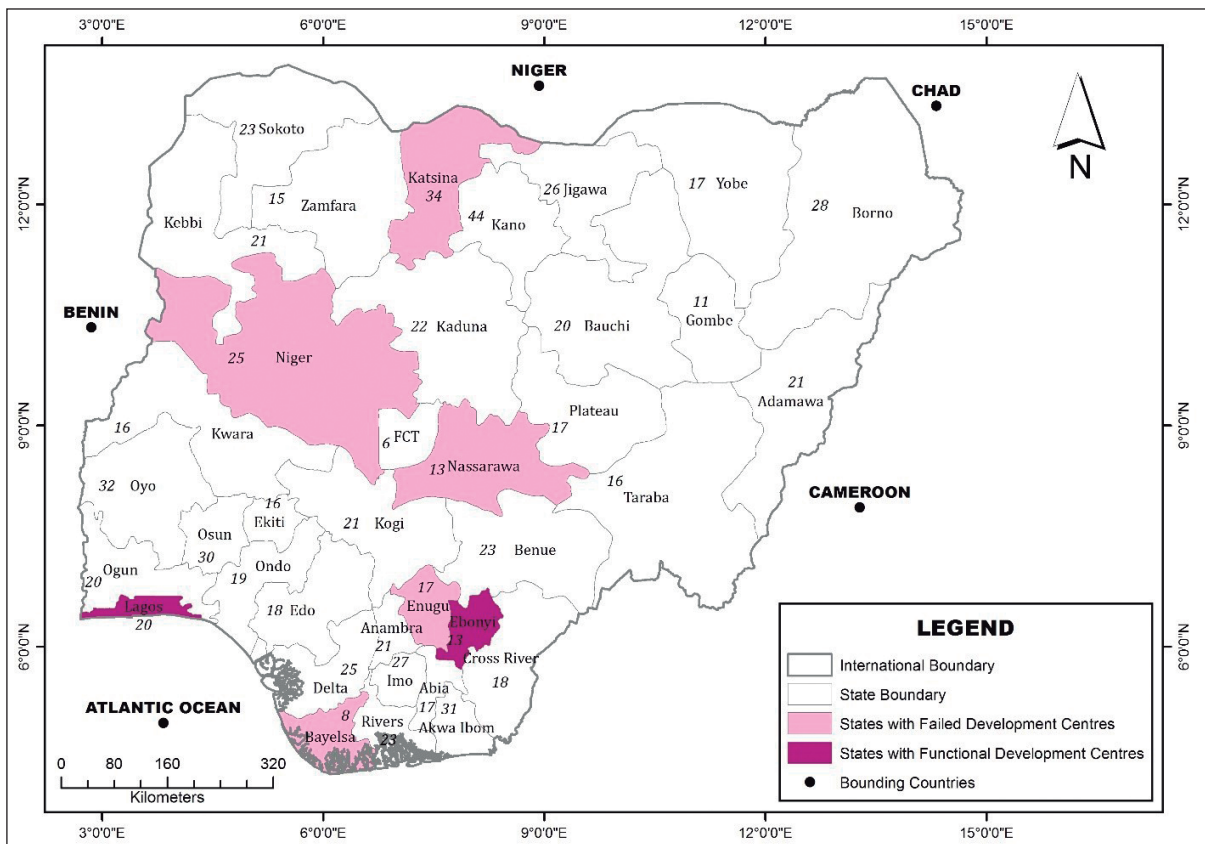 3°0'0"E 6°0'0"E 9°0'0"E 12°0'0"E 15°0'0"E
NIGER
CHAD
N
23 Sokoto
Katsina
34
15 Zamfara
26 Jigawa
17 Yobe
28 Borno
12°0'0"N 12°0'0"N
Kebbi
44
Kano
21
BENIN
11
Gombe
22 Kaduna
20 Bauchi
25 Niger
21
Adamawa
Plateau
17
9°0'0"N 9°0'0"N
16
Kwara
6 FCT
13 Nassarawa
16
Taraba
32 Oyo
CAMEROON
16
Ekiti
21 Kogi
Osun
30
23 Benue
Ogun
20
19 Ondo
17
Enugu
Lagos
20
18 Edo
Ebonyi
13
Anambra
21
6°0'0"N 6°0'0"N
Cross River
18
27
Imo
25
Delta
Abia
17
31
Akwa Ibom
8
Bayelsa
Rivers
23
ATLANTIC OCEAN
0 80 160 320
Kilometers
LEGEND
International Boundary
State Boundary
States with Failed Development Centres
States with Functional Development Centres
Bounding Countries
3°0'0"E 6°0'0"E 9°0'0"E 12°0'0"E 15°0'0"E